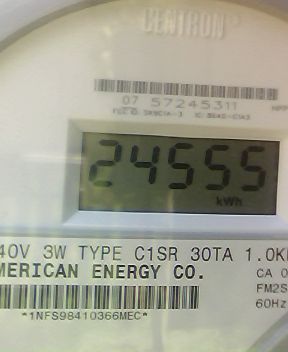 CENTRON
07 57245311
24555
kWh
40V 3W TYPE C1SR 30TA 1.0K
MERICAN ENERGY CO.
CA 0
FM2S
60Hz
*1NFS98410366MEC*